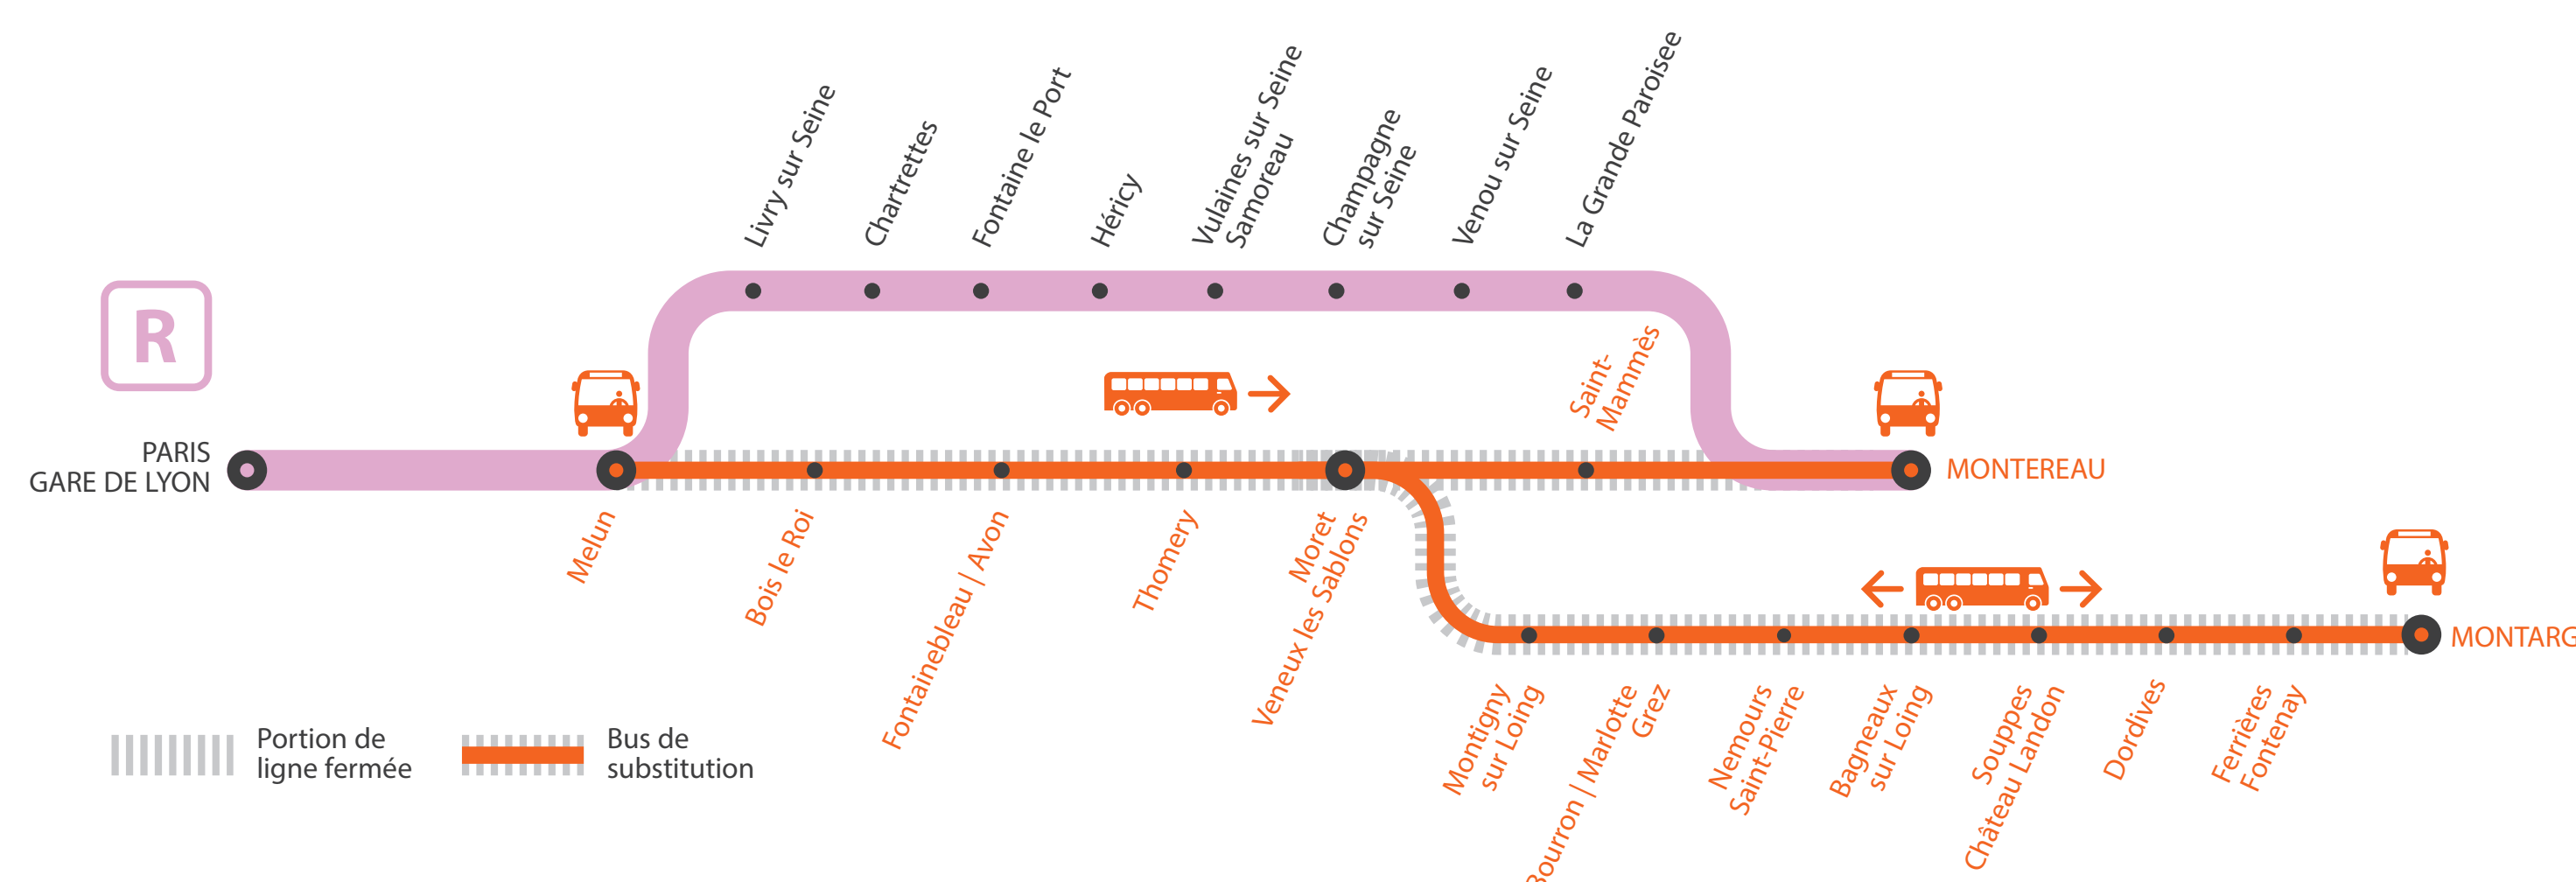 R
PARIS
GARE DE LYON
Livry sur Seine
Chartrettes
Fontaine le Port
Héricy
Vulaines sur Seine
Samoreau
Champagne
sur Seine
Venou sur Seine
La Grande Paroisee
Saint-
Mammès
MONTEREAU
Melun
Bois le Roi
Fontainebleau | Avon
Thomery
Moret
Veneux les Sablons
MONTARG
Montigny
sur Loing
Bourron | Marlotte
Grez
Nemours
Saint-Pierre
Bagneaux
sur Loing
Souppes
Château Landon
Dordives
Ferrières
Fontenay
Portion de
ligne fermée
Bus de
substitution